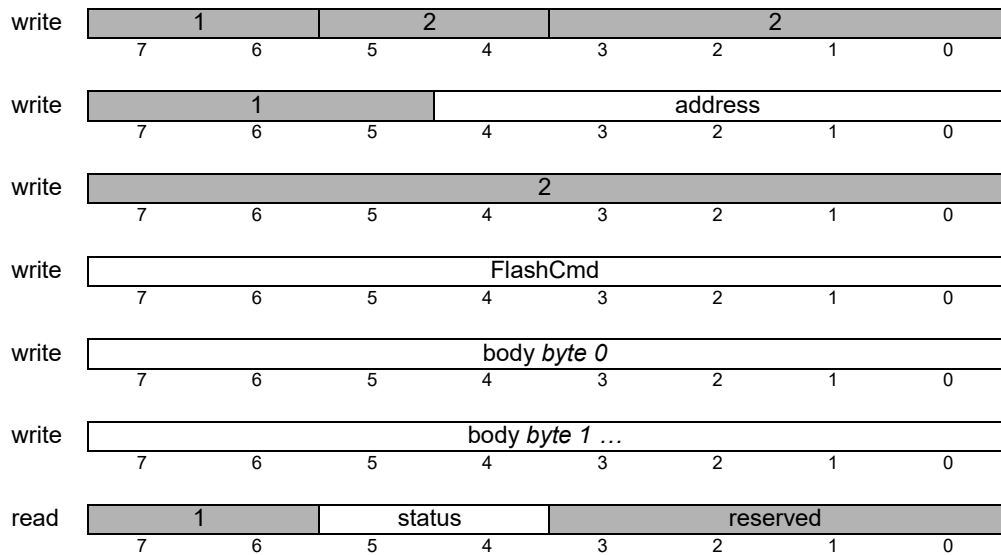 write 1 2 2
7 6 5 4 3 2 1 0
write 1 address
7 6 5 4 3 2 1 0
write 2
7 6 5 4 3 2 1 0
write FlashCmd
7 6 5 4 3 2 1 0
write body byte 0
7 6 5 4 3 2 1 0
write body byte 1 …
7 6 5 4 3 2 1 0
read 1 status reserved
7 6 5 4 3 2 1 0